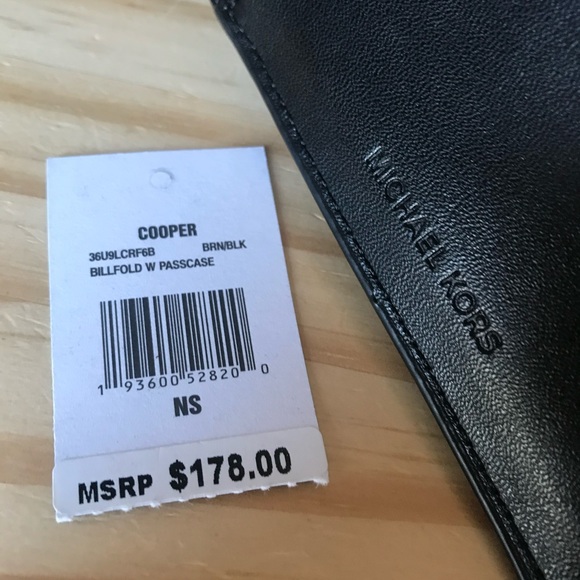 COOPER
36U9LCRF6B BRN/BLK
BILLFOLD W PASSCASE
1 93600 52820 0
NS
MSRP $178.00
MICHAEL KORS